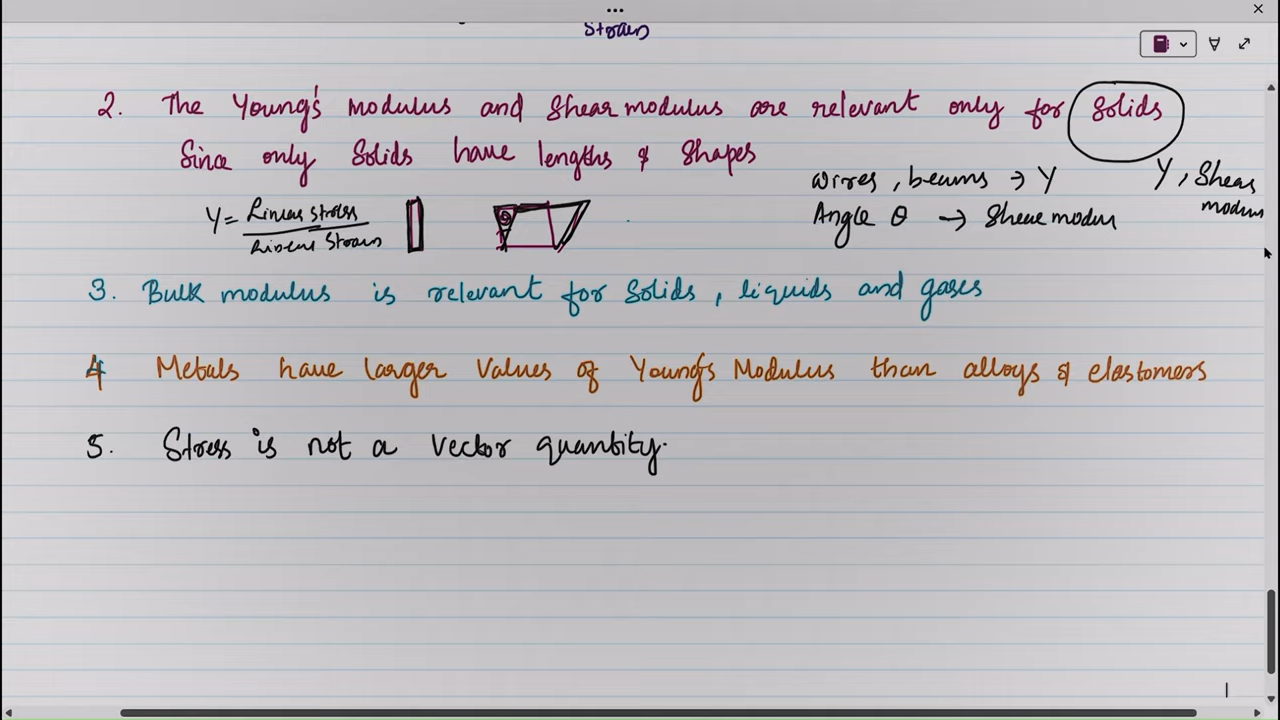 Strain
2. The Young's modulus and Shear modulus are relevant only for Solids
Since only Solids have lengths & Shapes
Wires, beams → Y
Y, Shear
modulus
Y = Linear stress
Linear Strain
θ
Angle θ → Shear modul
3. Bulk modulus is relevant for Solids, liquids and gases
4 Metals have larger values of Young's Modulus than alloys & elastomers
5. Stress is not a vector quantity.